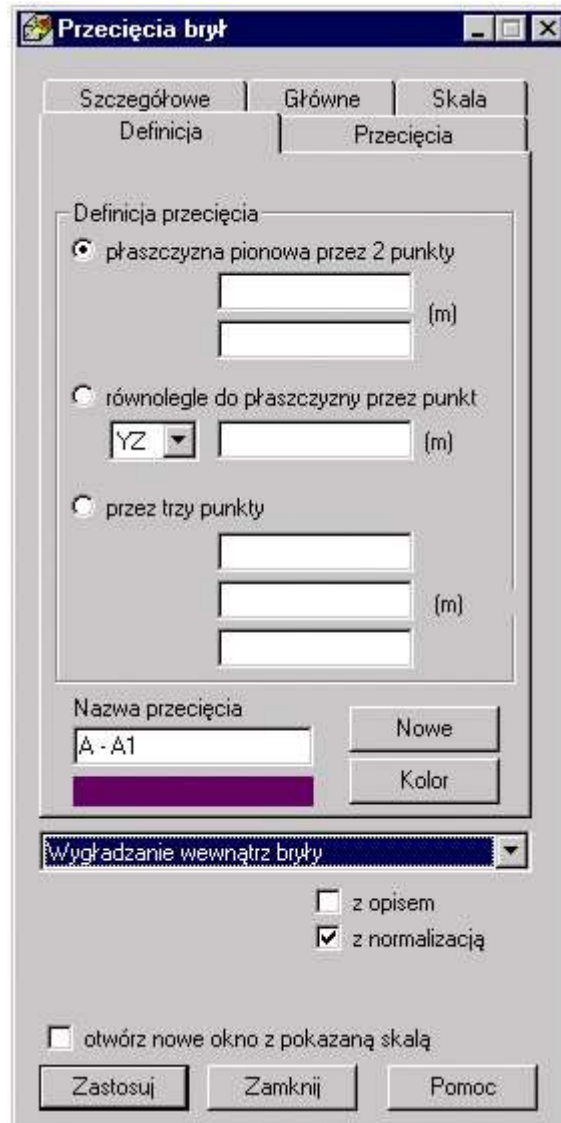 Przecięcia brył
Szczegółowe Główne Skala
Definicja Przecięcia
Definicja przecięcia
płaszczyzna pionowa przez 2 punkty
(m)
równolegle do płaszczyzny przez punkt
YZ (m)
przez trzy punkty
(m)
Nazwa przecięcia
Nowe
A - A1
Kolor
Wygładzanie wewnątrz bryły
z opisem
z normalizacją
otwórz nowe okno z pokazaną skalą
Zastosuj Zamknij Pomoc